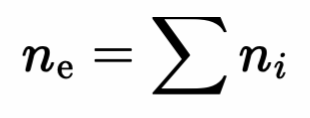 nₑ = ∑ nᵢ